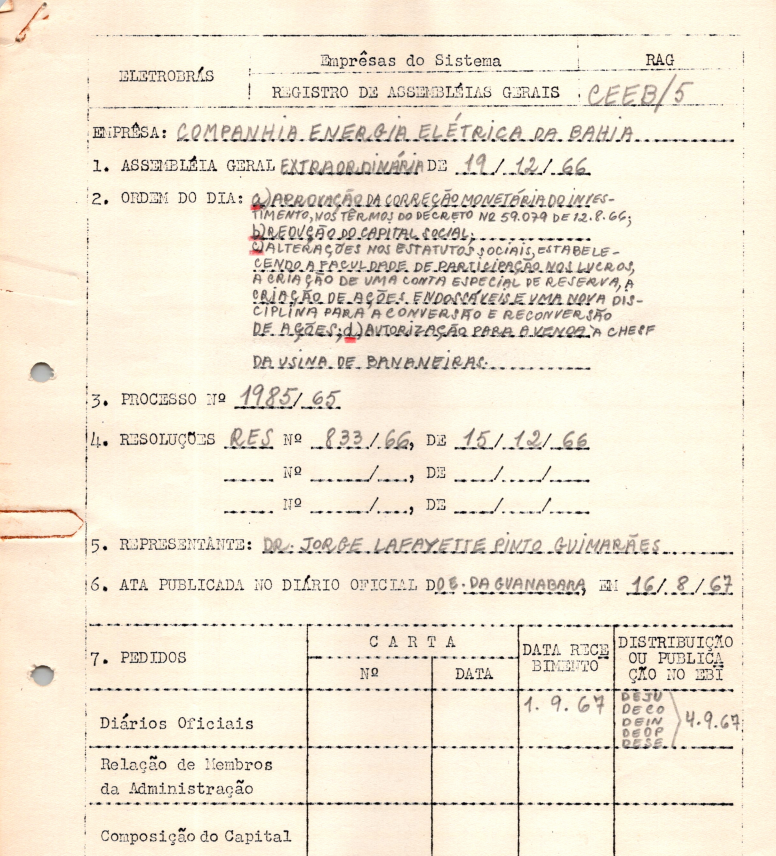 ELETROBRÁS
Emprêsas do Sistema
RAG
REGISTRO DE ASSEMBLÉIAS GERAIS
CEEB/5
EMPRÊSA: COMPANHIA ENERGIA ELÉTRICA DA BAHIA
1. ASSEMBLÉIA GERAL EXTRAORDINÁRIA DE 19/12/66
2. ORDEM DO DIA: a) APROVAÇÃO DA CORREÇÃO MONETÁRIA DO INVES-
TIMENTO, NOS TÊRMOS DO DECRETO Nº 59.079 DE 12.8.66;
b) REDUÇÃO DO CAPITAL SOCIAL;
c) ALTERAÇÕES NOS ESTATUTOS SOCIAIS, ESTABELE-
CENDO A FACULDADE DE PARTICIPAÇÃO NOS LUCROS,
A CRIAÇÃO DE UMA CONTA ESPECIAL DE RESERVA, A
CRIAÇÃO DE AÇÕES ENDOSSÁVEIS E UMA NOVA DIS-
CIPLINA PARA A CONVERSÃO E RECONVERSÃO
DE AÇÕES; d) AUTORIZAÇÃO PARA A VENDA A CHESF
DA USINA DE BANANEIRAS.
3. PROCESSO Nº 1985/65
4. RESOLUÇÕES RES Nº 833/66, DE 15/12/66
Nº ....../....., DE ...../...../.....
Nº ....../....., DE ...../...../.....
5. REPRESENTANTE: DR. JORGE LAFAYETTE PINTO GUIMARÃES
6. ATA PUBLICADA NO DIÁRIO OFICIAL DO E. DA GUANABARA, EM 16/8/67
7. PEDIDOS
CARTA
Nº
DATA
DATA RECE
BIMENTO
DISTRIBUIÇÃO
OU PUBLICA
ÇÃO NO EBI
Diários Oficiais
1.9.67
DEJU
DECO
DEIN
DEOP
DESE
4.9.67
Relação de Membros
da Administração
Composição do Capital